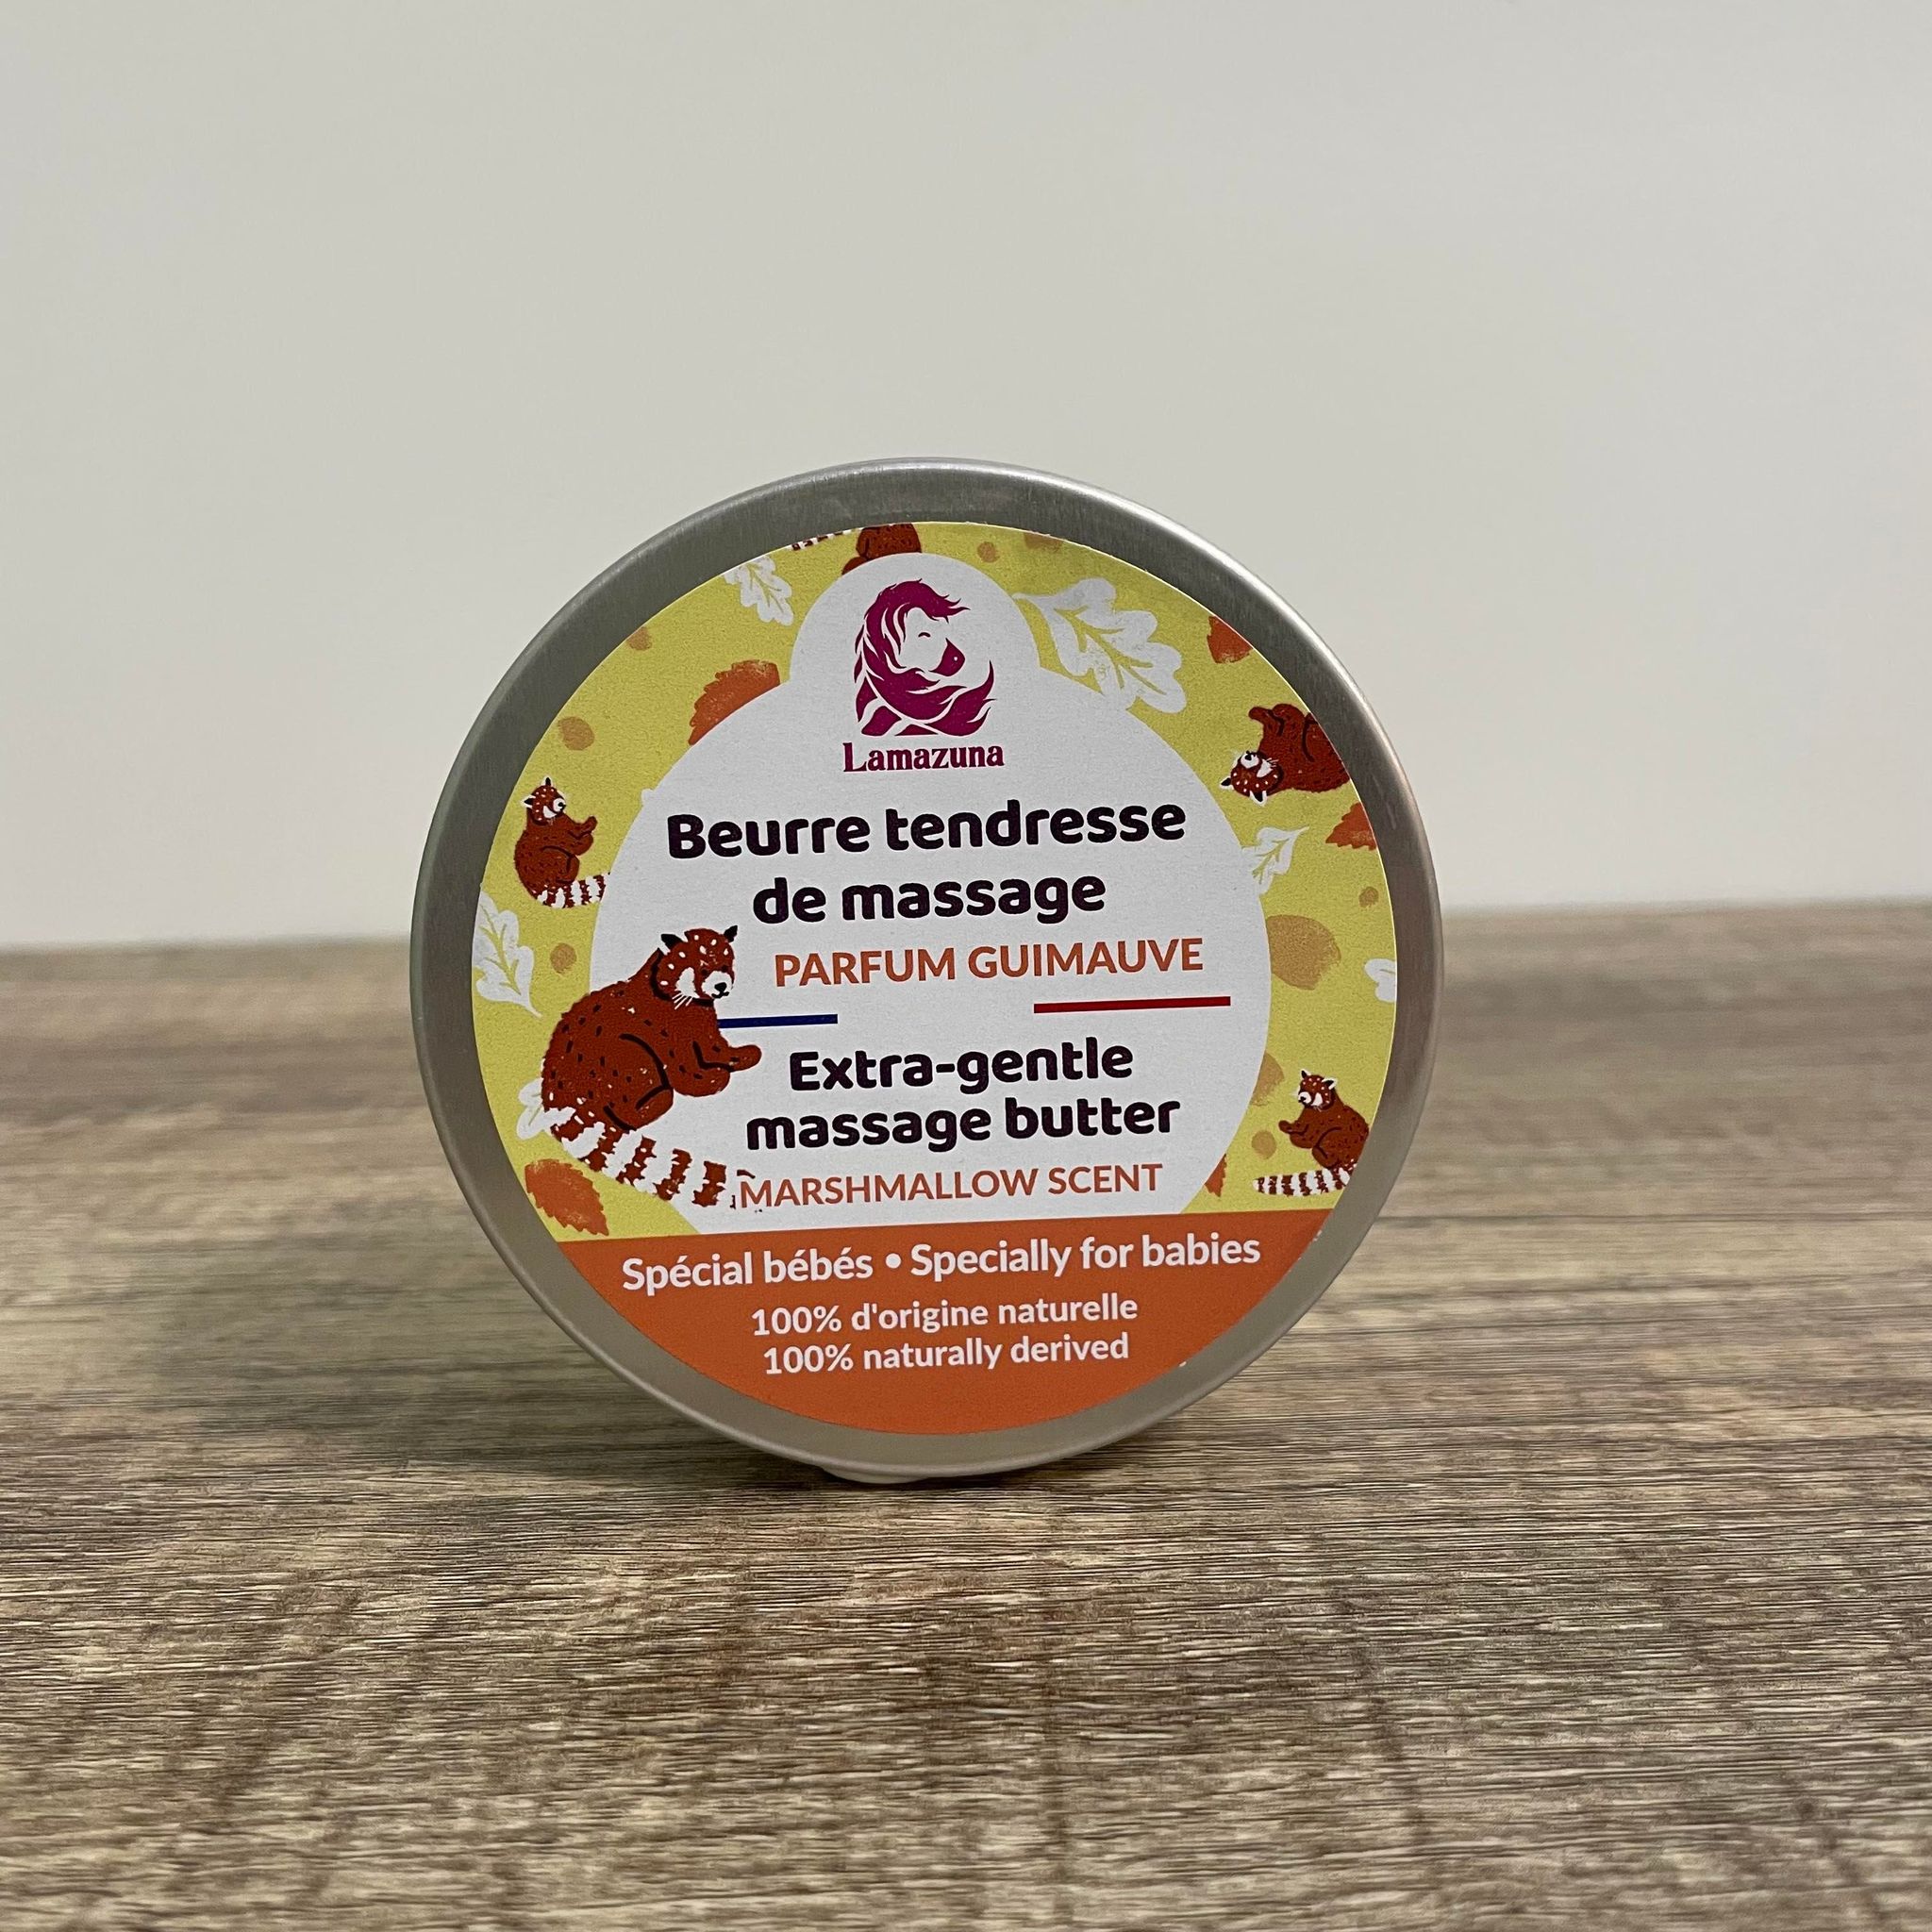 Lamazuna
Beurre tendresse
de massage
PARFUM GUIMAUVE
Extra-gentle
massage butter
MARSHMALLOW SCENT
Spécial bébés • Specially for babies
100% d'origine naturelle
100% naturally derived